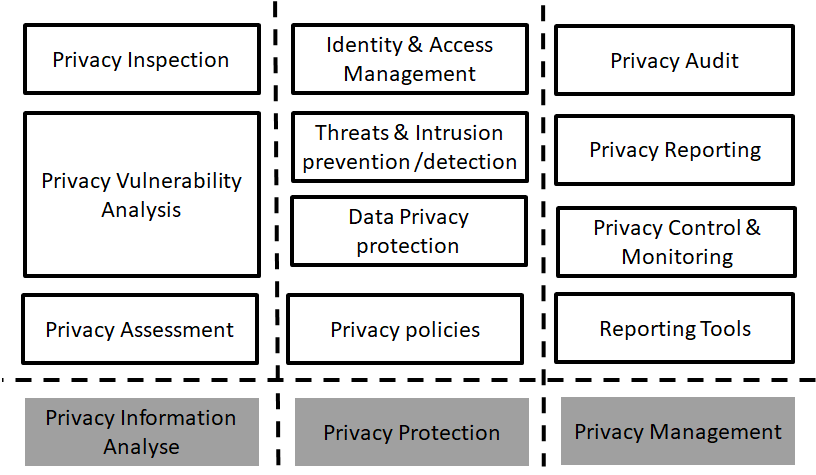 Privacy Inspection
Privacy Vulnerability
Analysis
Privacy Assessment
Privacy Information
Analyse
Identity & Access
Management
Threats & Intrusion
prevention /detection
Data Privacy
protection
Privacy policies
Privacy Protection
Privacy Audit
Privacy Reporting
Privacy Control &
Monitoring
Reporting Tools
Privacy Management